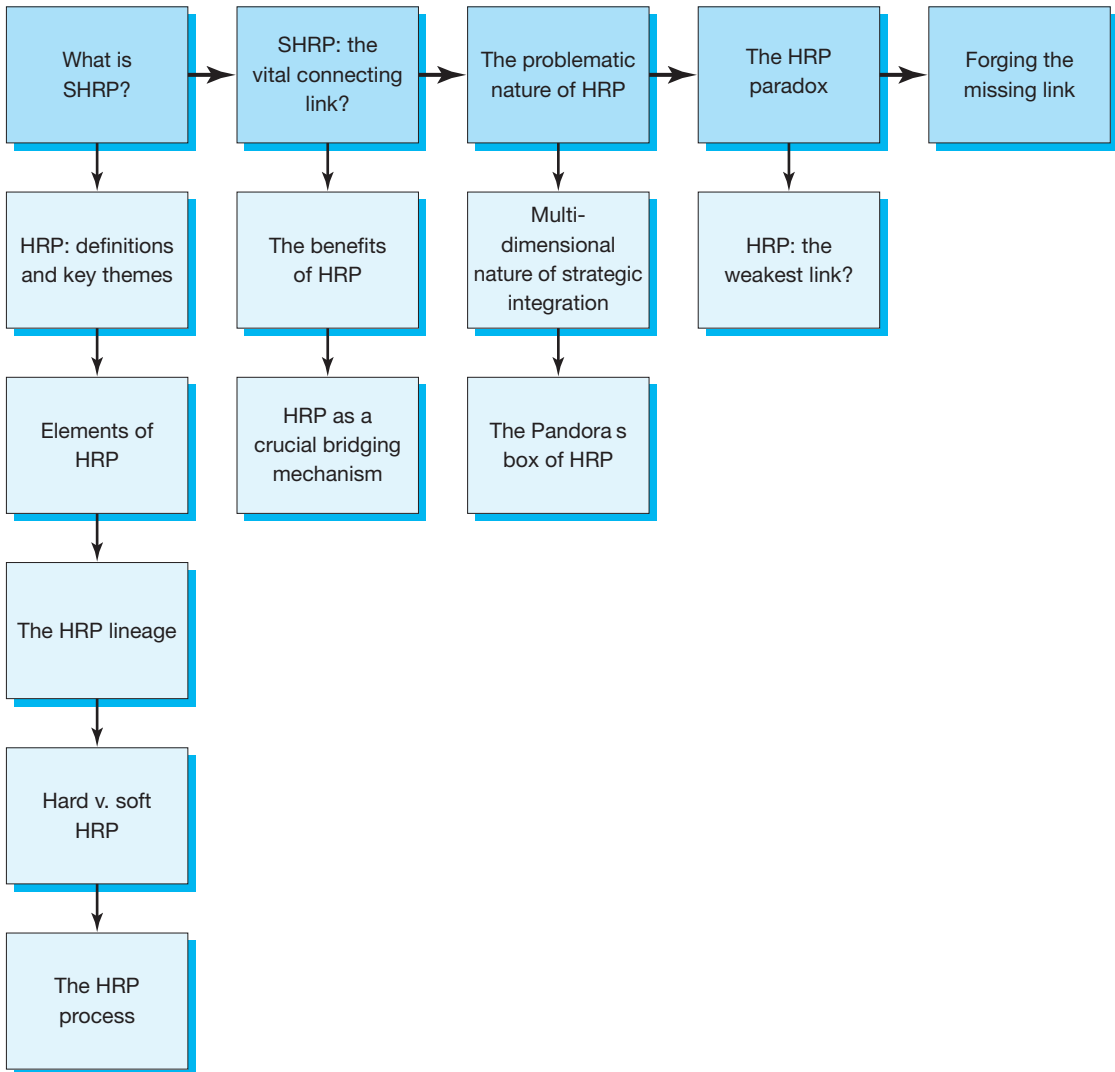 What is
SHRP?
SHRP: the
vital connecting
link?
The problematic
nature of HRP
The HRP
paradox
Forging the
missing link
HRP: definitions
and key themes
The benefits
of HRP
Multi-
dimensional
nature of strategic
integration
HRP: the
weakest link?
Elements of
HRP
HRP as a
crucial bridging
mechanism
The Pandora s
box of HRP
The HRP lineage
Hard v. soft
HRP
The HRP
process